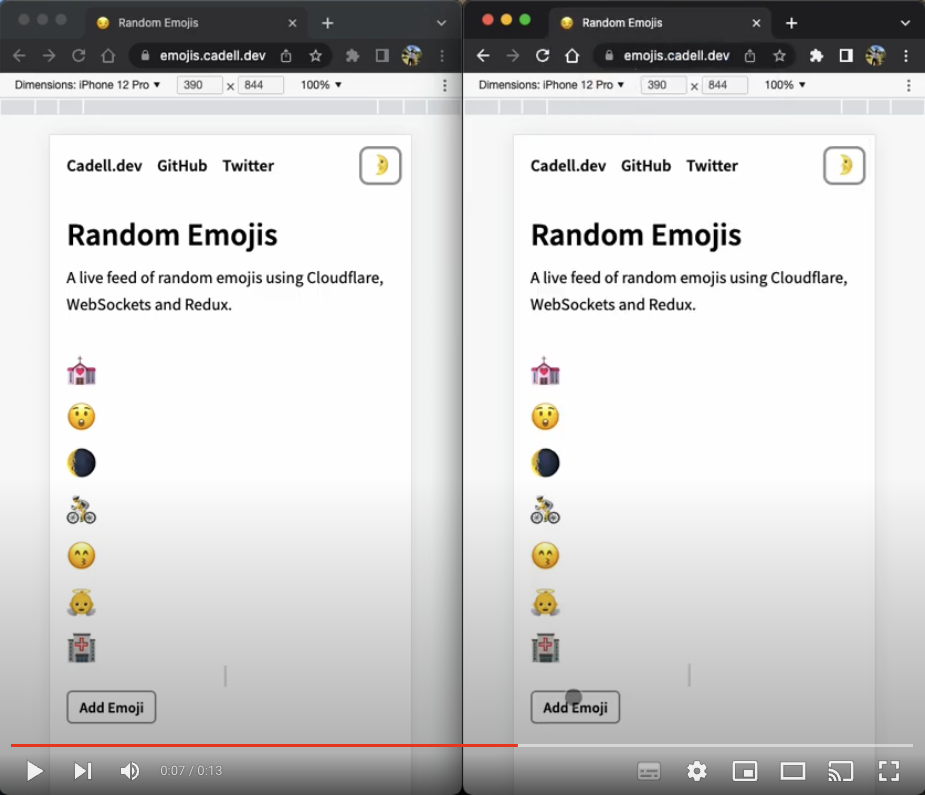 Random Emojis
emojis.cadell.dev
Dimensions: iPhone 12 Pro ▼ 390 x 844 100% ▼
Cadell.dev GitHub Twitter
Random Emojis
A live feed of random emojis using Cloudflare,
WebSockets and Redux.
Add Emoji
Random Emojis
emojis.cadell.dev
Dimensions: iPhone 12 Pro ▼ 390 x 844 100% ▼
Cadell.dev GitHub Twitter
Random Emojis
A live feed of random emojis using Cloudflare,
WebSockets and Redux.
Add Emoji
0:07 / 0:13